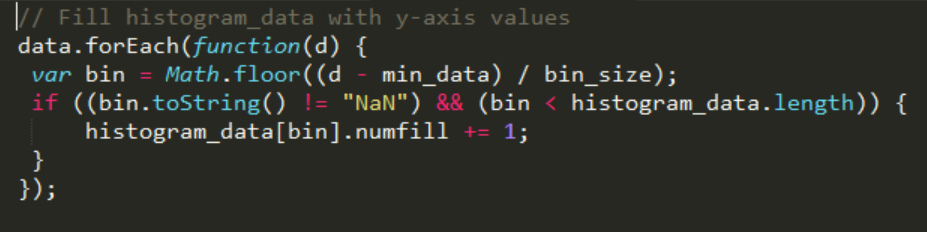 // Fill histogram_data with y-axis values
data.forEach(function(d) {
 var bin = Math.floor((d - min_data) / bin_size);
 if ((bin.toString() != "NaN") && (bin < histogram_data.length)) {
     histogram_data[bin].numfill += 1;
 }
});